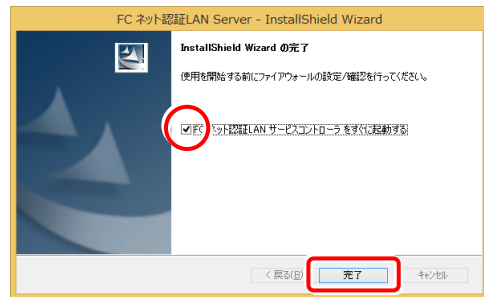 FC ネット認証LAN Server - InstallShield Wizard
InstallShield Wizard の完了
使用を開始する前にファイアウォールの設定/確認を行ってください。
FC ネット認証LAN サービスコントローラ をすぐに起動する
< 戻る(B)
完了
キャンセル